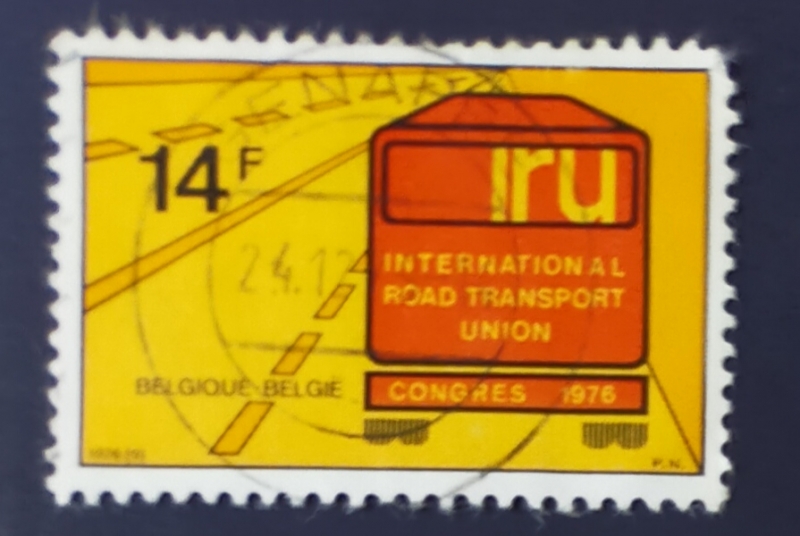 14F
iru
INTERNATIONAL
ROAD TRANSPORT
UNION
BELGIQUE-BELGIE
CONGRES 1976
P.N.